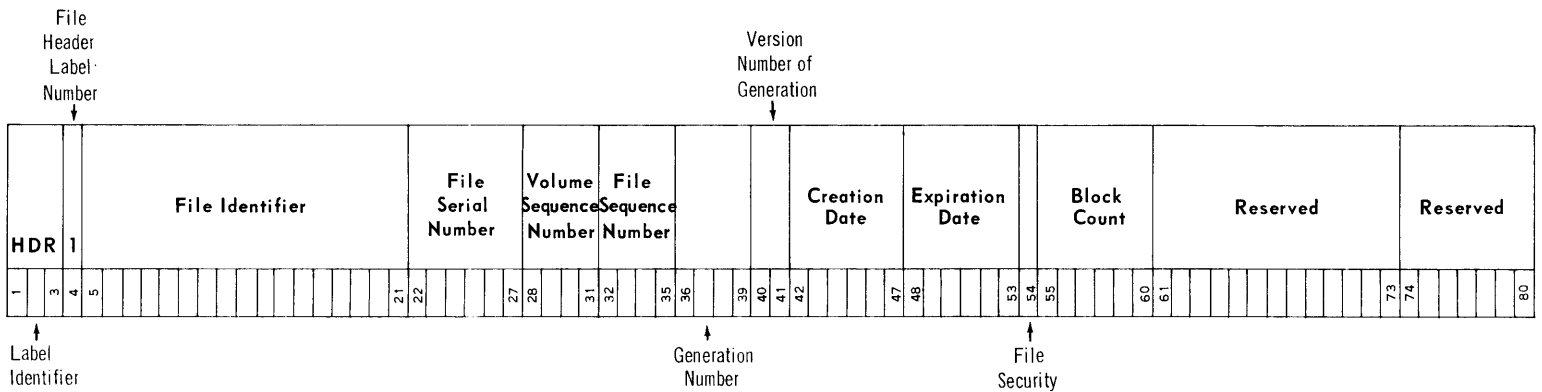 File
Header
Label
Number
Version
Number of
Generation
HDR
1
File Identifier
File
Serial
Number
Volume
Sequence
Number
File
Sequence
Number
Creation
Date
Expiration
Date
Block
Count
Reserved
Reserved
1 3 4 5 21 22 27 28 31 32 35 36 39 40 41 42 47 48 53 54 55 60 61 73 74 80
Label
Identifier
Generation
Number
File
Security